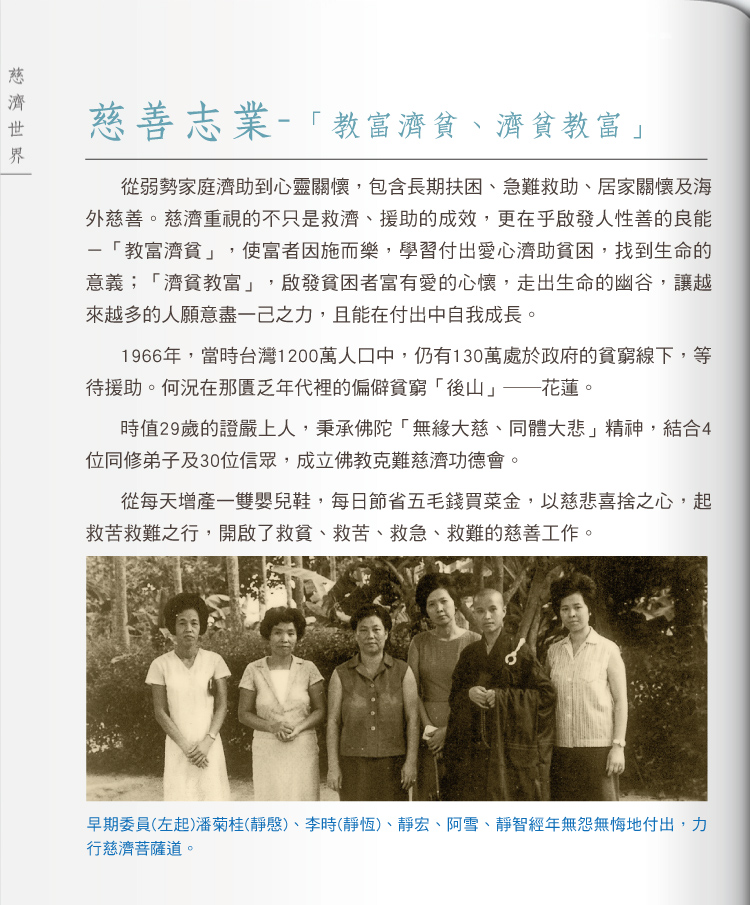 慈濟世界
慈善志業-「教富濟貧、濟貧教富」
從弱勢家庭濟助到心靈關懷，包含長期扶困、急難救助、居家關懷及海
外慈善。慈濟重視的不只是救濟、援助的成效，更在乎啟發人性善的良能
－「教富濟貧」，使富者因施而樂，學習付出愛心濟助貧困，找到生命的
意義；「濟貧教富」，啟發貧困者富有愛的心懷，走出生命的幽谷，讓越
來越多的人願意盡一己之力，且能在付出中自我成長。
1966年，當時台灣1200萬人口中，仍有130萬處於政府的貧窮線下，等
待援助。何況在那匱乏年代裡的偏僻貧窮「後山」──花蓮。
時值29歲的證嚴上人，秉承佛陀「無緣大慈、同體大悲」精神，結合4
位同修弟子及30位信眾，成立佛教克難慈濟功德會。
從每天增產一雙嬰兒鞋，每日節省五毛錢買菜金，以慈悲喜捨之心，起
救苦救難之行，開啟了救貧、救苦、救急、救難的慈善工作。
早期委員(左起)潘菊桂(靜慇)、李時(靜恆)、靜宏、阿雪、靜智經年無怨無悔地付出，力
行慈濟菩薩道。